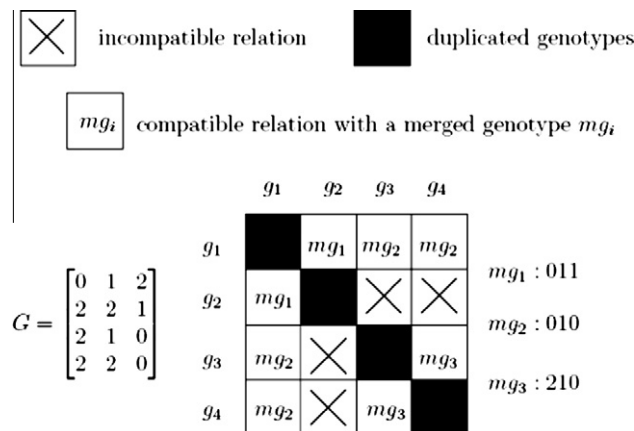 incompatible relation duplicated genotypes
mgᵢ compatible relation with a merged genotype mgᵢ
g₁ g₂ g₃ g₄
g₁ mg₁ mg₂ mg₂
mg₁ : 011
0 1 2
g₂ mg₁
2 2 1
G =
mg₂ : 010
2 1 0
g₃ mg₂ mg₃
2 2 0
mg₃ : 210
g₄ mg₂ mg₃